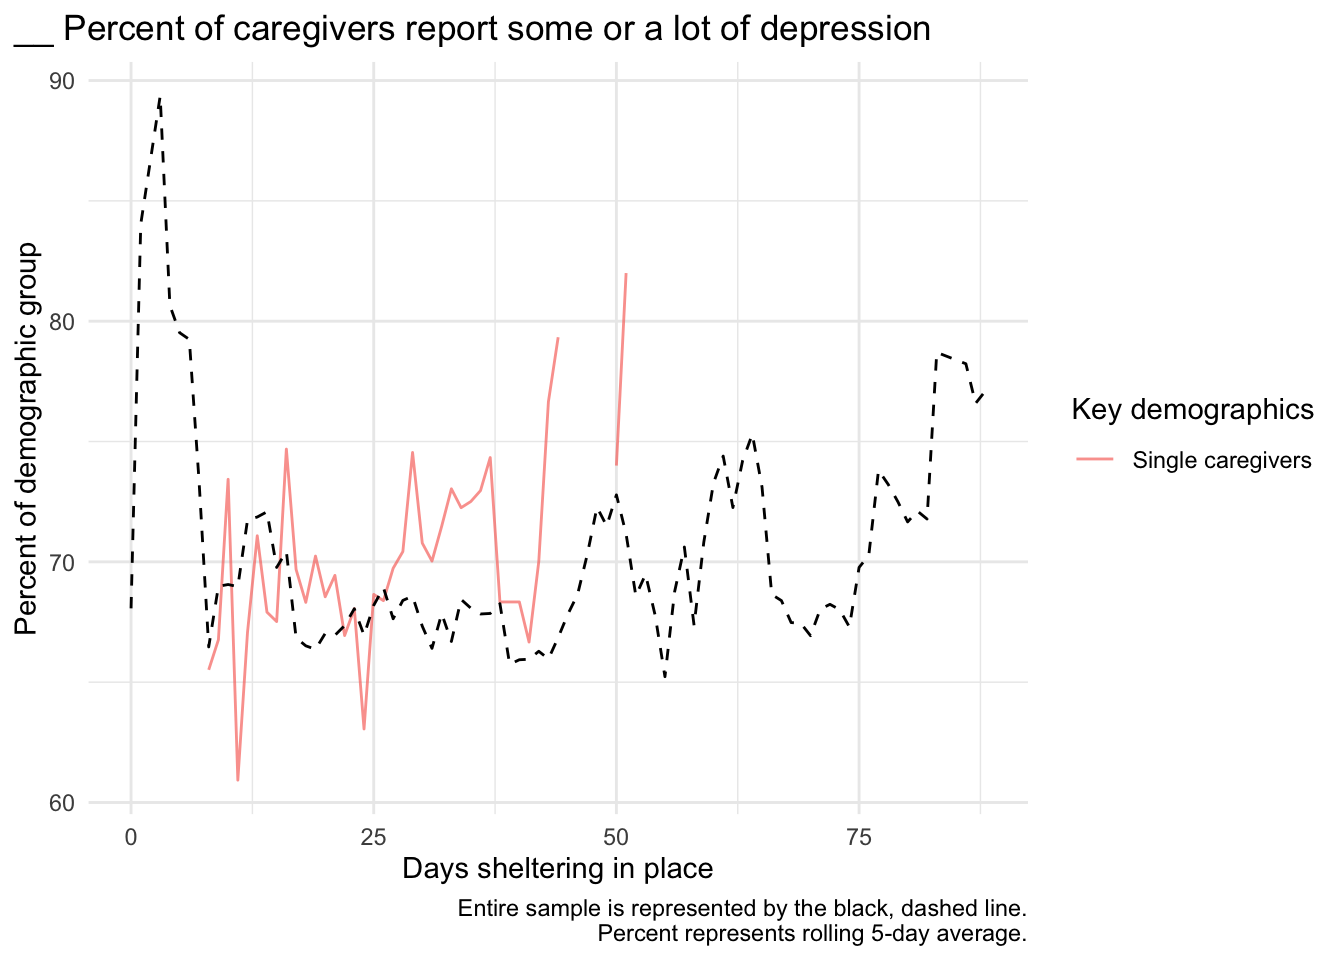 __ Percent of caregivers report some or a lot of depression
Percent of demographic group
90
80
70
60
0
25
50
75
Days sheltering in place
Key demographics
Single caregivers
Entire sample is represented by the black, dashed line.
Percent represents rolling 5-day average.